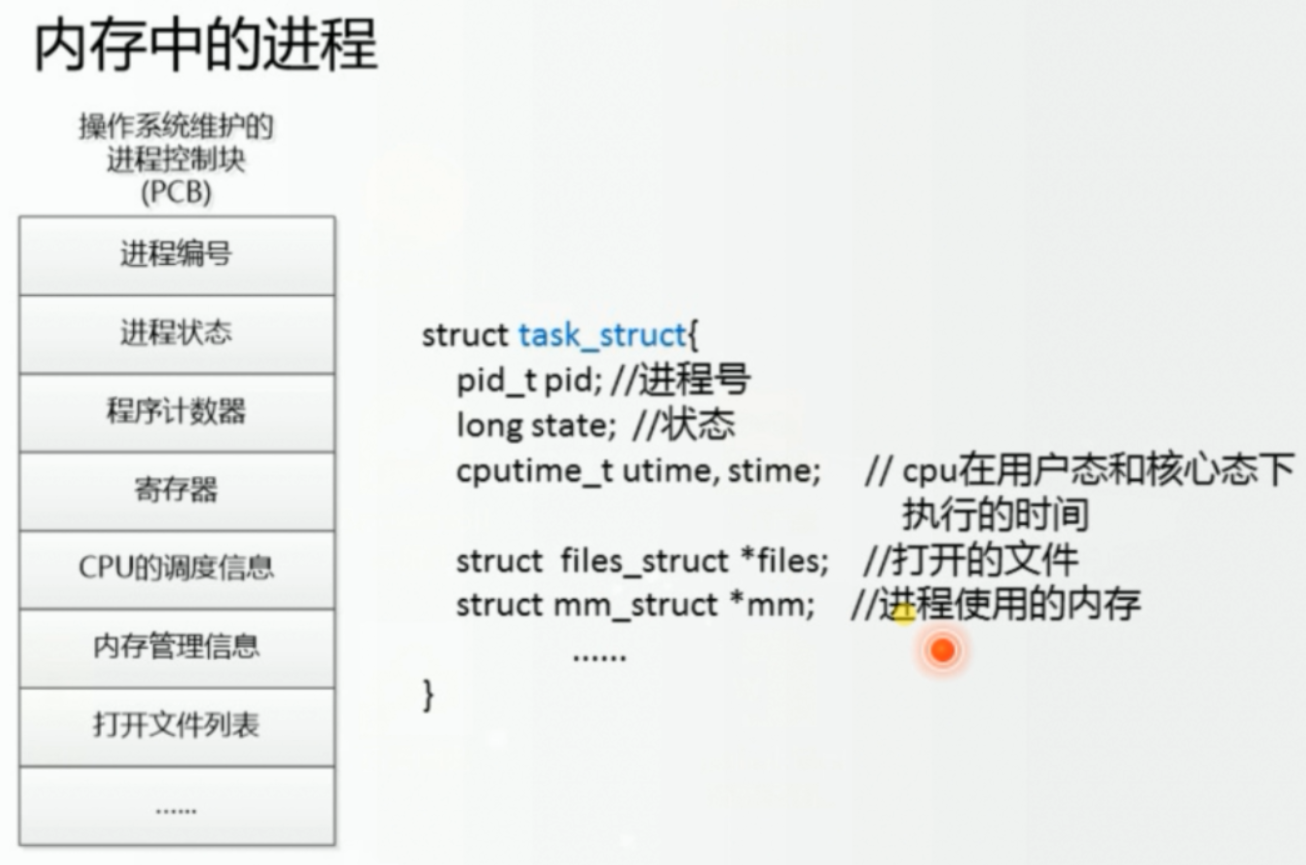 内存中的进程
操作系统维护的
进程控制块
(PCB)
进程编号
进程状态
程序计数器
寄存器
CPU的调度信息
内存管理信息
打开文件列表
......
struct task_struct{
pid_t pid; //进程号
long state; //状态
cputime_t utime, stime; // cpu在用户态和核心态下
执行的时间
struct files_struct *files; //打开的文件
struct mm_struct *mm; //进程使用的内存
......
}